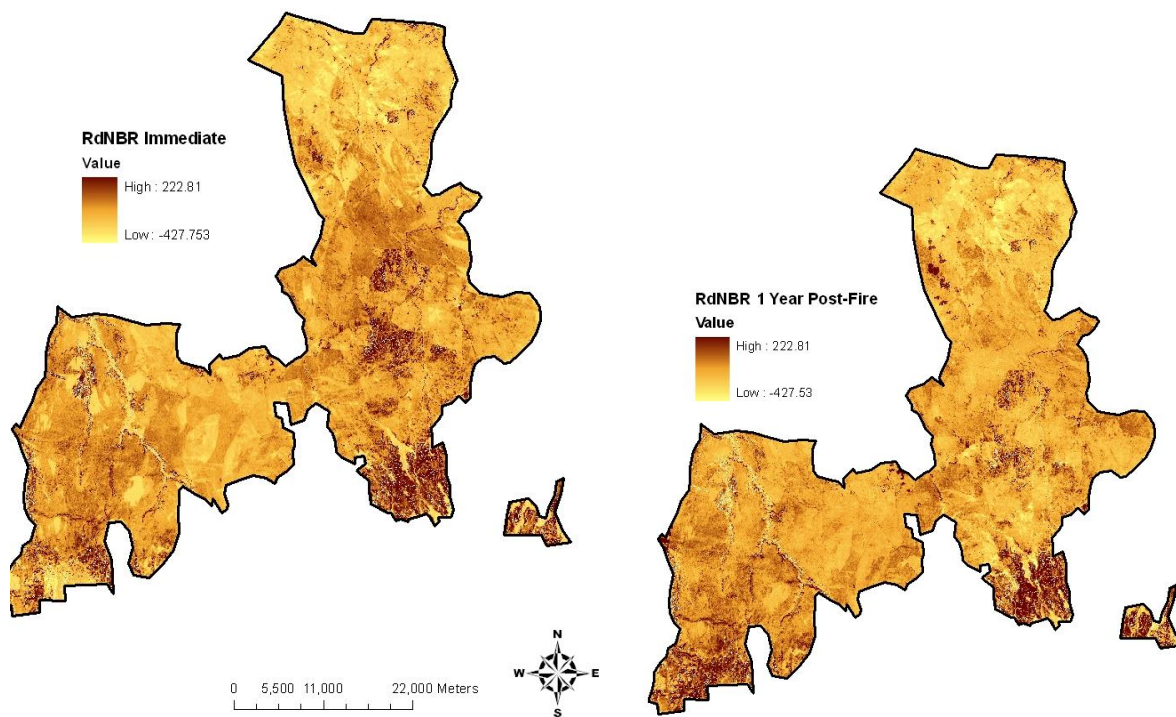 RdNBR Immediate
Value
High : 222.81
Low : -427.753
RdNBR 1 Year Post-Fire
Value
High : 222.81
Low : -427.53
N
W E
S
0 5,500 11,000 22,000 Meters